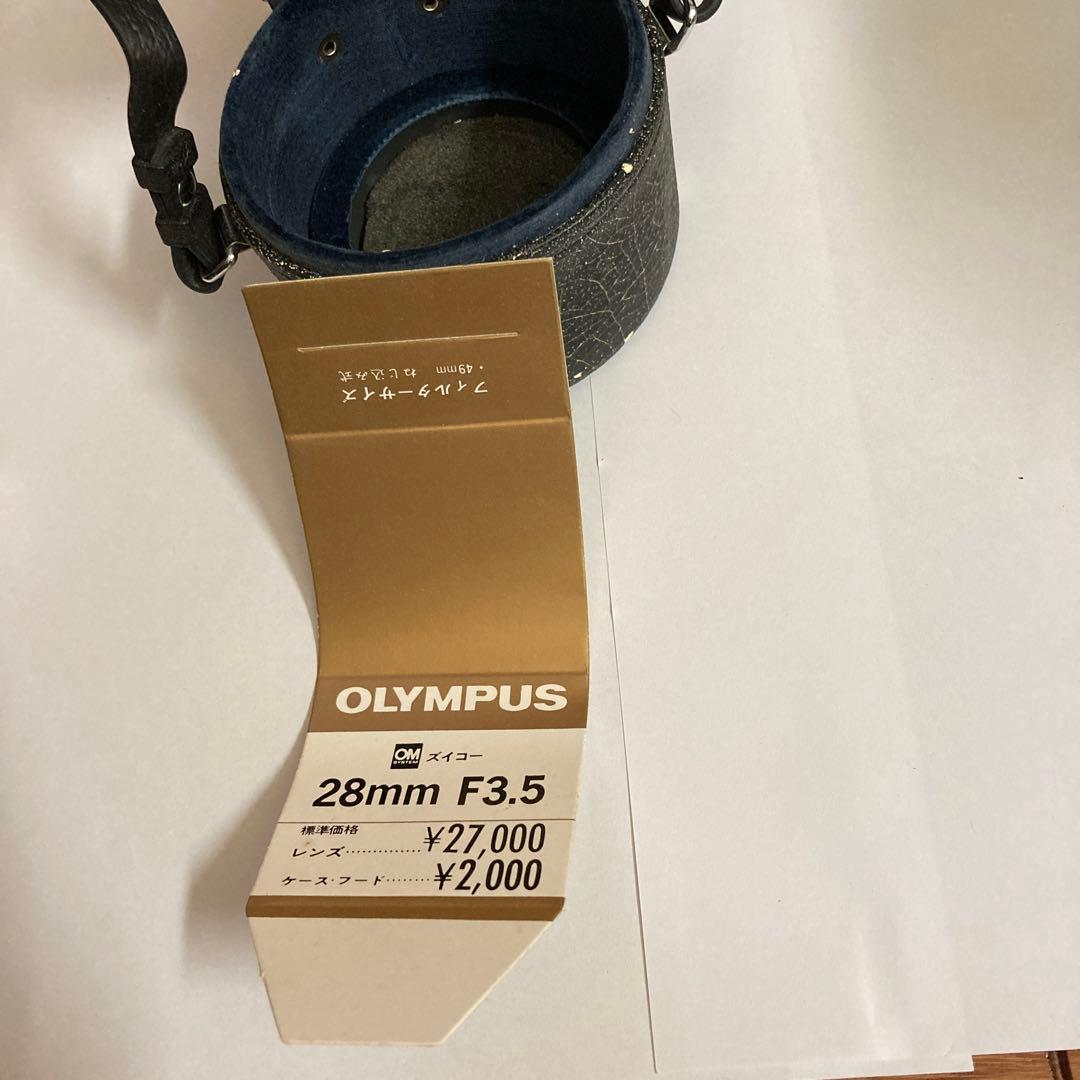 フィルターサイズ
・49mm ねじ込み式
OLYMPUS
OM SYSTEM ズイコー
28mm F3.5
標準価格
レンズ…………… ¥27,000
ケース・フード……… ¥2,000